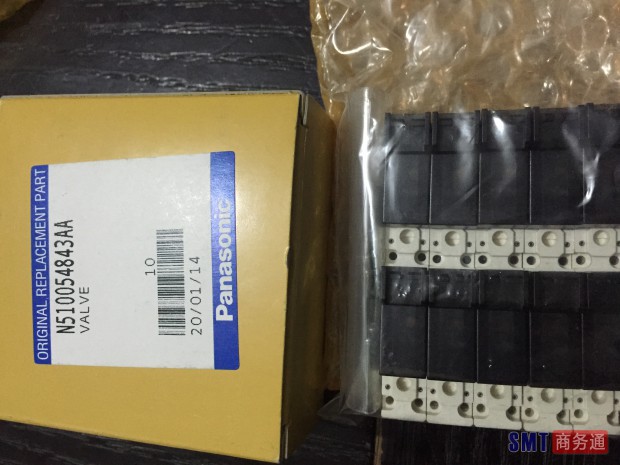 ORIGINAL REPLACEMENT PART
N510054843AA
VALVE
10
20/01/14
Panasonic
SMT商务通